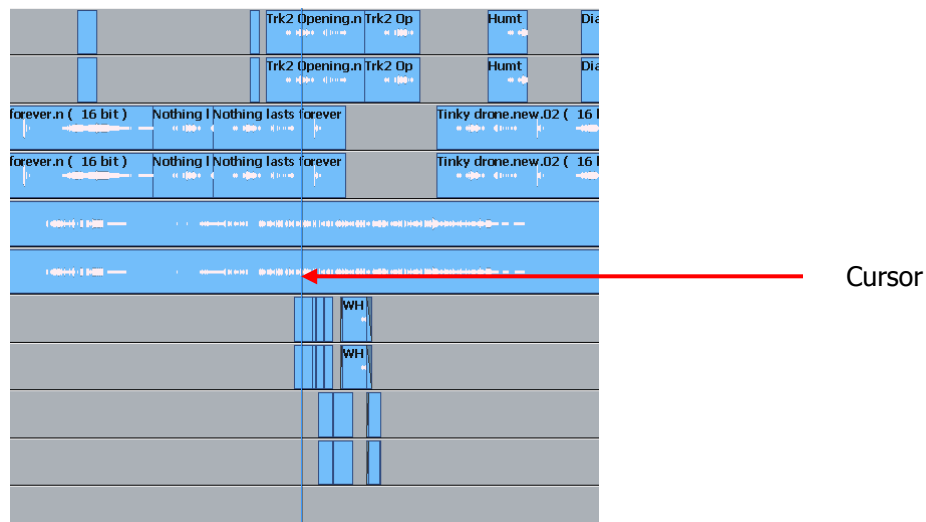 Trk2 Opening.n Trk2 Op Humt Dia
Trk2 Opening.n Trk2 Op Humt Dia
forever.n ( 16 bit ) Nothing l Nothing lasts forever Tinky drone.new.02 ( 16 b
forever.n ( 16 bit ) Nothing l Nothing lasts forever Tinky drone.new.02 ( 16 b
Cursor
WH
WH